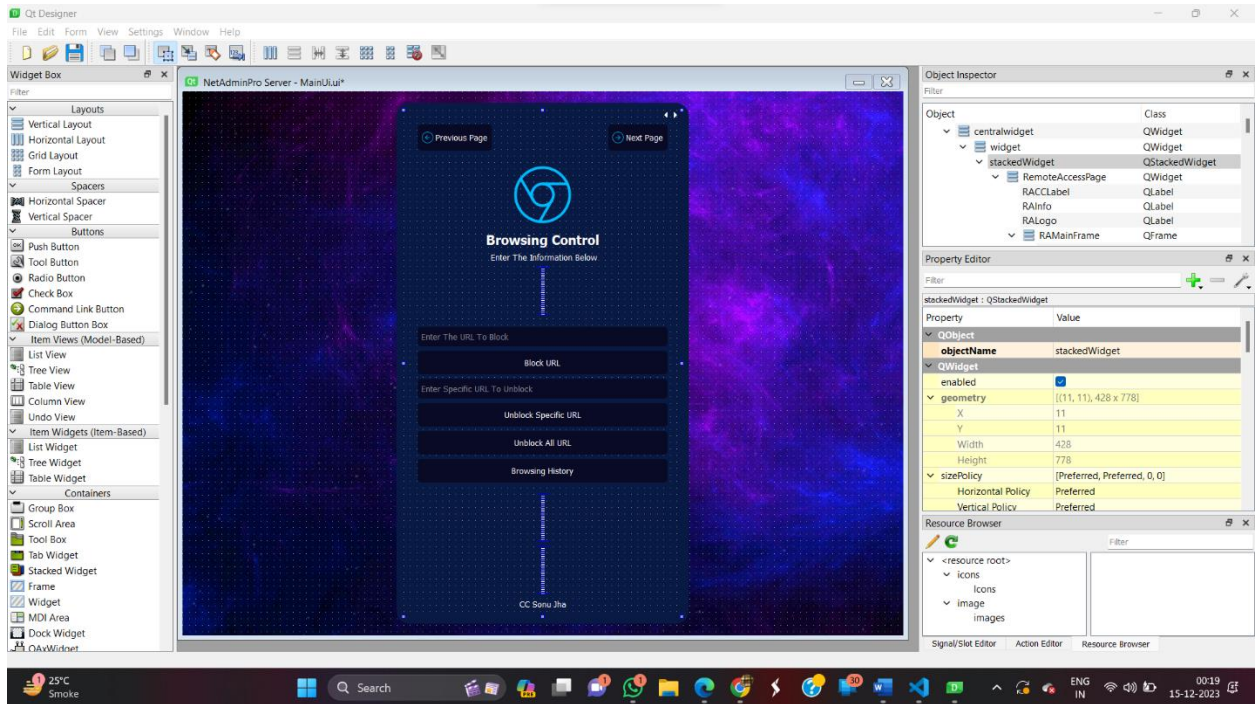 Qt Designer
File Edit Form View Settings Window Help
Widget Box
Filter
Layouts
Vertical Layout
Horizontal Layout
Grid Layout
Form Layout
Spacers
Horizontal Spacer
Vertical Spacer
Buttons
Push Button
Tool Button
Radio Button
Check Box
Command Link Button
Dialog Button Box
Item Views (Model-Based)
List View
Tree View
Table View
Column View
Undo View
Item Widgets (Item-Based)
List Widget
Tree Widget
Table Widget
Containers
Group Box
Scroll Area
Tool Box
Tab Widget
Stacked Widget
Frame
Widget
MDI Area
Dock Widget
QAxWidget
NetAdminPro Server - MainUi.ui*
Previous Page
Next Page
Browsing Control
Enter The Information Below
Enter The URL To Block
Block URL
Enter Specific URL To Unblock
Unblock Specific URL
Unblock All URL
Browsing History
CC Sonu Jha
Object Inspector
Filter
Object Class
centralwidget QWidget
widget QWidget
stackedWidget QStackedWidget
RemoteAccessPage QWidget
RACCLabel QLabel
RAInfo QLabel
RALogo QLabel
RAMainFrame QFrame
Property Editor
Filter
stackedWidget : QStackedWidget
Property Value
QObject
objectName stackedWidget
QWidget
enabled
geometry [(11, 11), 428 x 778]
X 11
Y 11
Width 428
Height 778
sizePolicy [Preferred, Preferred, 0, 0]
Horizontal Policy Preferred
Vertical Policy Preferred
Resource Browser
Filter
<resource root>
icons
Icons
image
images
Signal/Slot Editor Action Editor Resource Browser
1
25°C
Smoke
Search
1
30
ENG
IN
00:19
15-12-2023